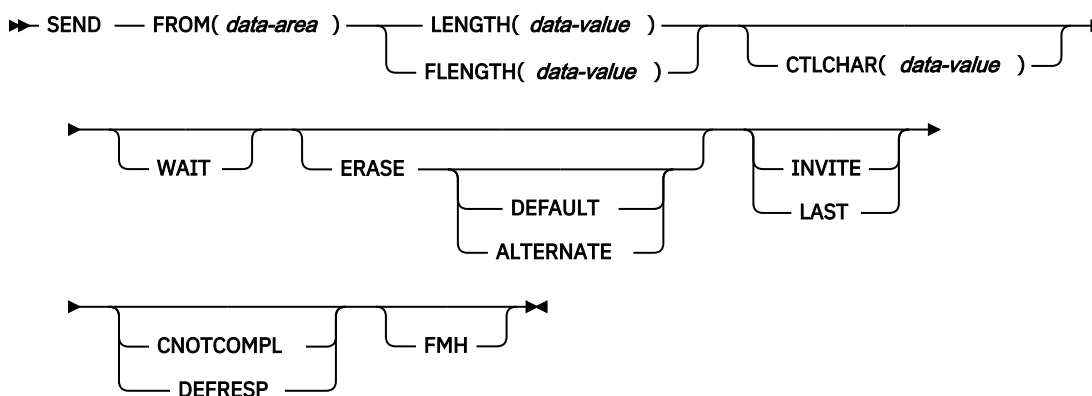 SEND FROM( data-area ) LENGTH( data-value )
FLENGTH( data-value ) CTLCHAR( data-value )
WAIT ERASE INVITE
DEFAULT LAST
ALTERNATE
CNOTCOMPL FMH
DEFRESP